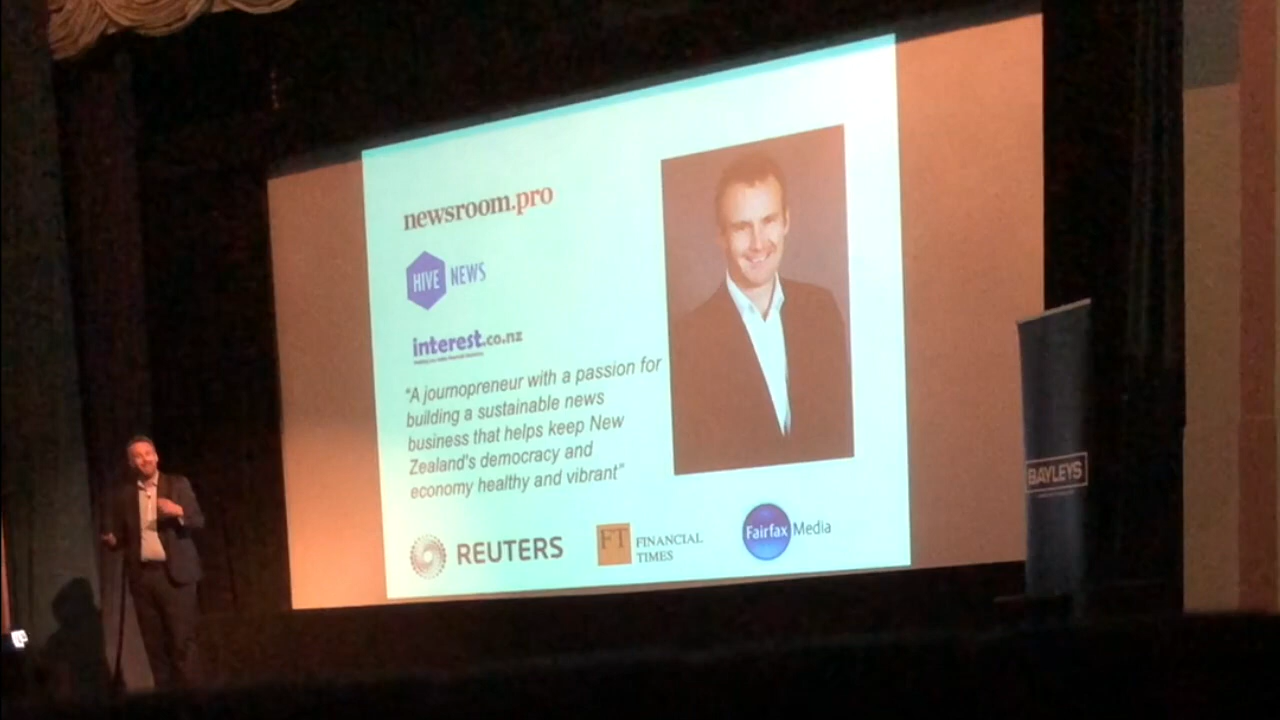 newsroom.pro
HIVE NEWS
interest.co.nz
"A journopreneur with a passion for
building a sustainable news
business that helps keep New
Zealand's democracy and
economy healthy and vibrant"
REUTERS
FT FINANCIAL
TIMES
Fairfax Media
BAYLEYS